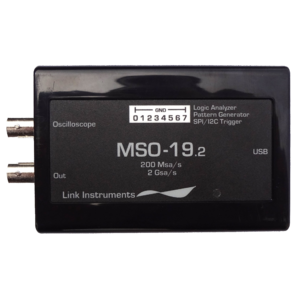 GND
01234567
Logic Analyzer
Pattern Generator
SPI/I2C Trigger
Oscilloscope
MSO-19.2
USB
200 Msa/s
2 Gsa/s
Out
Link Instruments